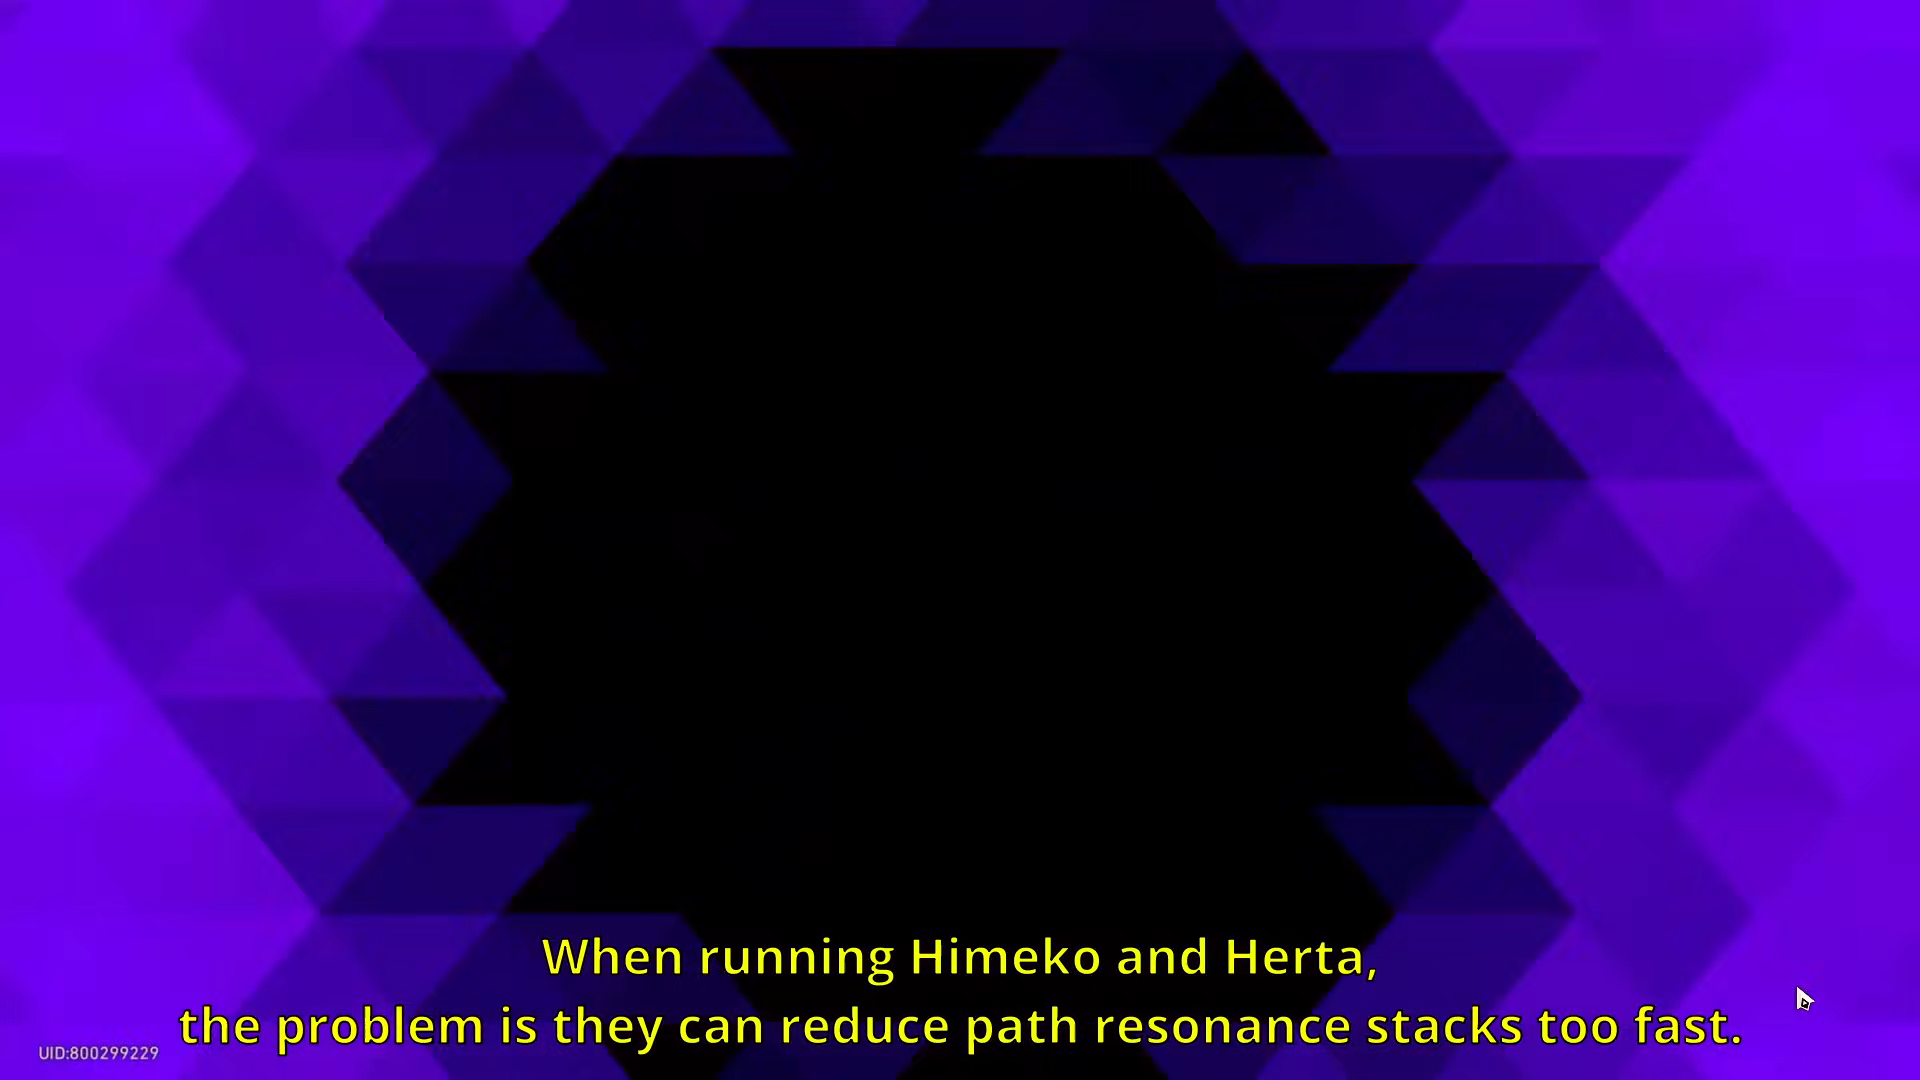 When running Himeko and Herta,
the problem is they can reduce path resonance stacks too fast.
UID:800299229